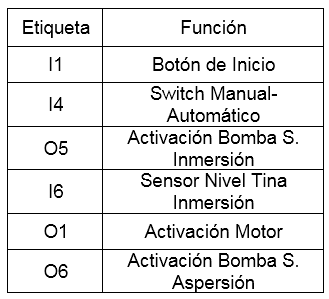 Etiqueta Función
I1 Botón de Inicio
I4 Switch Manual-
Automático
O5 Activación Bomba S.
Inmersión
I6 Sensor Nivel Tina
Inmersión
O1 Activación Motor
O6 Activación Bomba S.
Aspersión